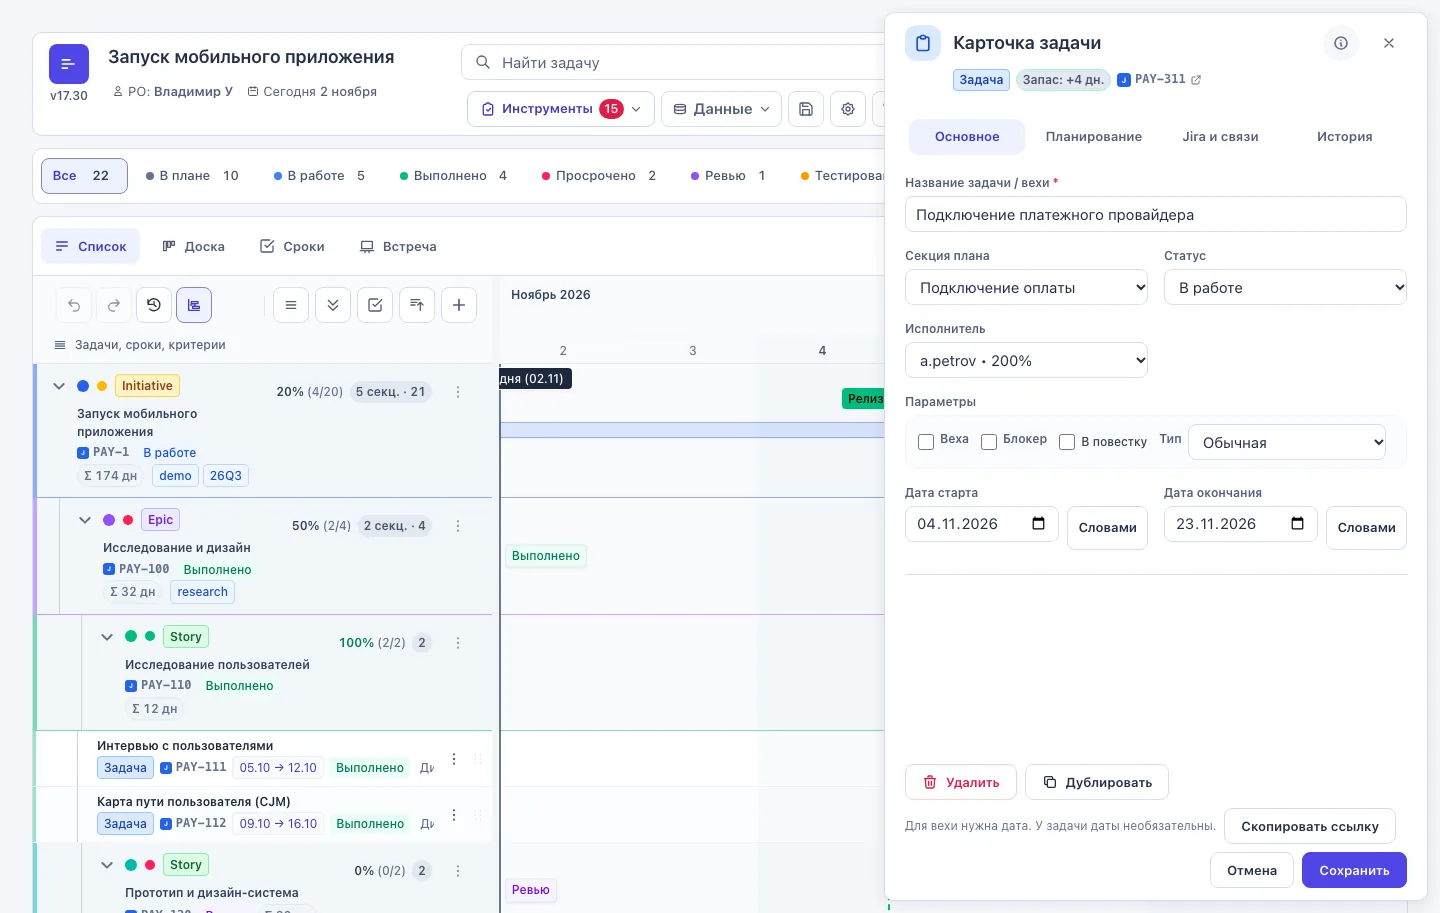 Запуск мобильного приложения
v17.30
РО: Владимир У
Сегодня 2 ноября
Найти задачу
Инструменты 15
Данные
Все 22
В плане 10
В работе 5
Выполнено 4
Просрочено 2
Ревью 1
Тестирован
Список
Доска
Сроки
Встреча
Задачи, сроки, критерии
Ноябрь 2026
2 3 4
дня (02.11)
Релиз
Initiative
20% (4/20) 5 секц. · 21
Запуск мобильного
приложения
PAY-1 В работе
Σ 174 дн demo 26Q3
Epic
50% (2/4) 2 секц. · 4
Исследование и дизайн
PAY-100 Выполнено
Σ 32 дн research
Выполнено
Story
100% (2/2) 2
Исследование пользователей
PAY-110 Выполнено
Σ 12 дн
Интервью с пользователями
Задача PAY-111 05.10 → 12.10 Выполнено
Карта пути пользователя (CJM)
Задача PAY-112 09.10 → 16.10 Выполнено
Story
0% (0/2) 2
Прототип и дизайн-система
Ревью
Карточка задачи
Задача Запас: +4 дн. PAY-311
Основное
Планирование
Jira и связи
История
Название задачи / вехи *
Подключение платежного провайдера
Секция плана
Подключение оплаты
Статус
В работе
Исполнитель
a.petrov • 200%
Параметры
Веха
Блокер
В повестку
Тип
Обычная
Дата старта
04.11.2026
Словами
Дата окончания
23.11.2026
Словами
Удалить
Дублировать
Для вехи нужна дата. У задачи даты необязательны.
Скопировать ссылку
Отмена
Сохранить